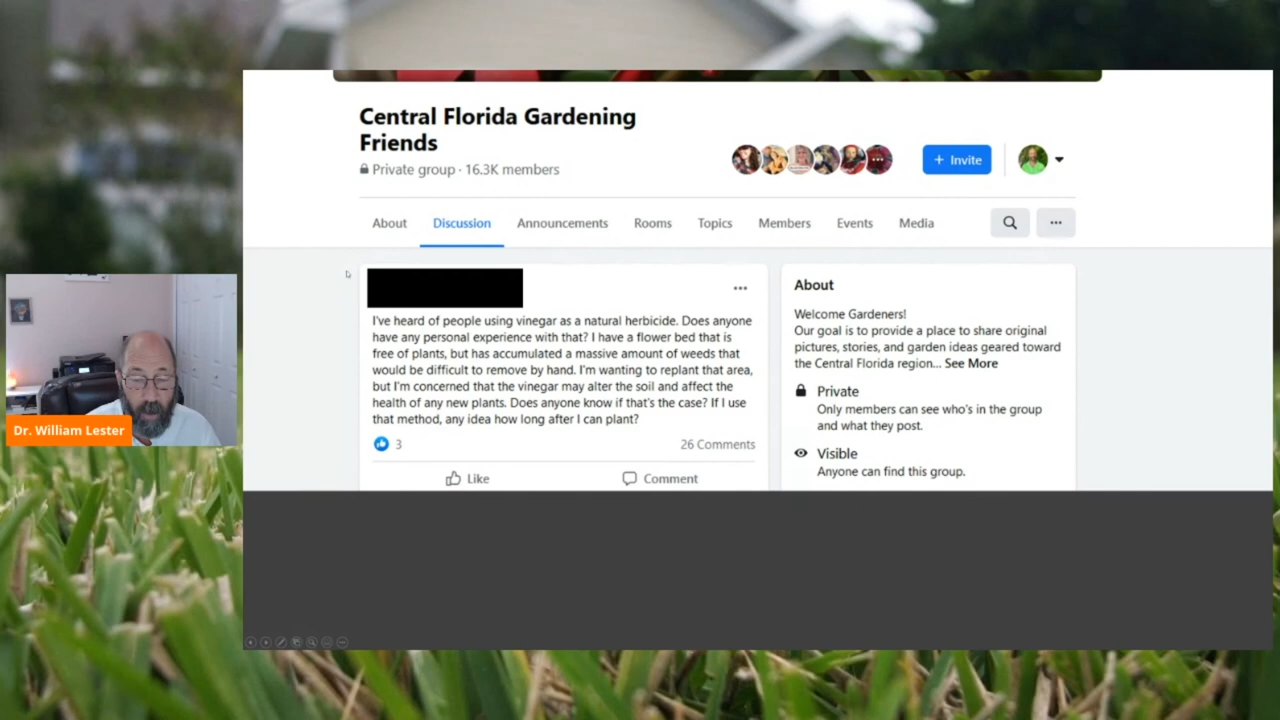 Central Florida Gardening
Friends
Private group · 16.3K members
+ Invite
About
Discussion
Announcements
Rooms
Topics
Members
Events
Media
I've heard of people using vinegar as a natural herbicide. Does anyone
have any personal experience with that? I have a flower bed that is
free of plants, but has accumulated a massive amount of weeds that
would be difficult to remove by hand. I'm wanting to replant that area,
but I'm concerned that the vinegar may alter the soil and affect the
health of any new plants. Does anyone know if that's the case? If I use
that method, any idea how long after I can plant?
3
26 Comments
Like
Comment
About
Welcome Gardeners!
Our goal is to provide a place to share original
pictures, stories, and garden ideas geared toward
the Central Florida region... See More
Private
Only members can see who's in the group
and what they post.
Visible
Anyone can find this group.
Dr. William Lester